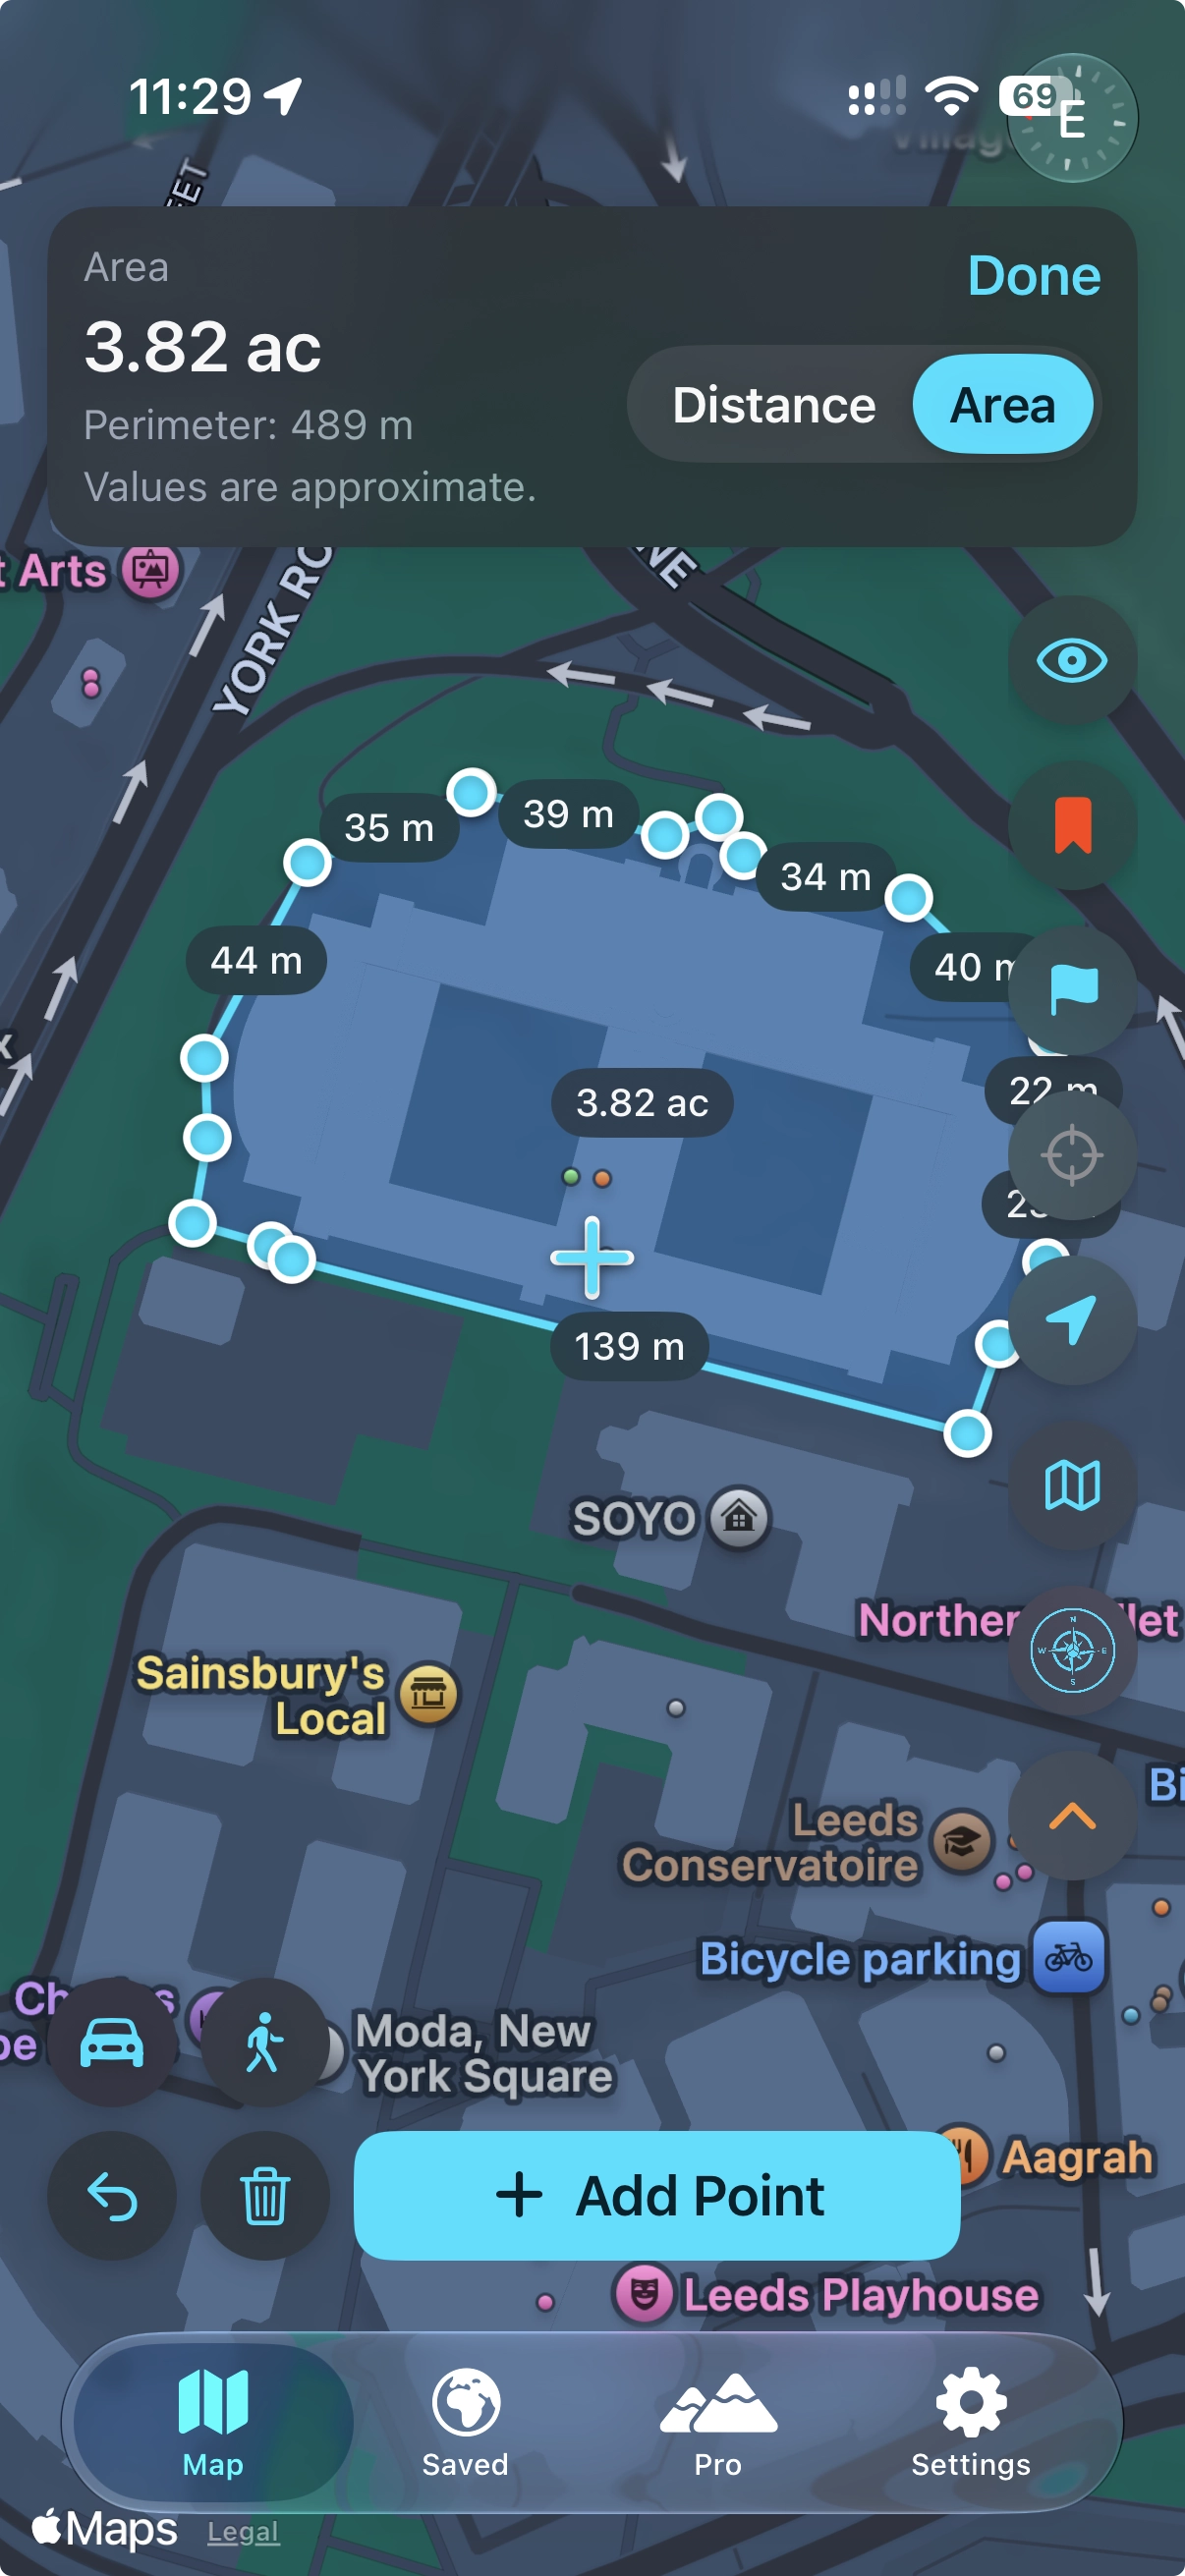 11:29
69
E
Area
Done
3.82 ac
Distance
Area
Perimeter: 489 m
Values are approximate.
Arts
YORK
35 m
39 m
34 m
44 m
40 m
3.82 ac
22 m
139 m
SOYO
Sainsbury's
Local
N
W
E
S
Leeds
Conservatoire
Bicycle parking
Moda, New
York Square
Aagrah
Add Point
Leeds Playhouse
Map
Saved
Pro
Settings
Maps
Legal